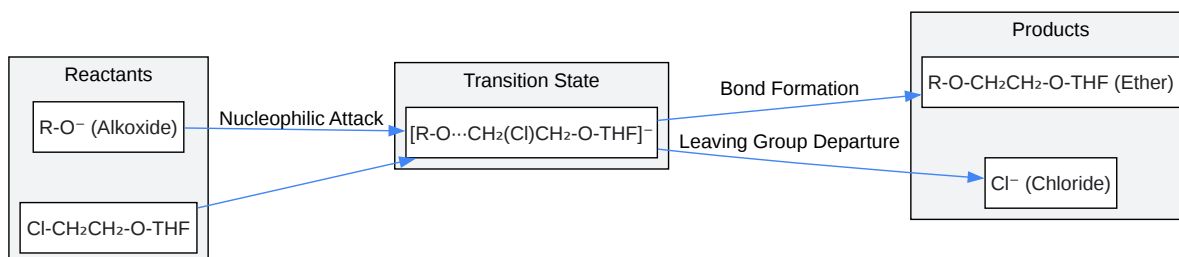 Reactants
R-O⁻ (Alkoxide)
Cl-CH₂CH₂-O-THF
Nucleophilic Attack
Transition State
[R-O···CH₂(Cl)CH₂-O-THF]⁻
Bond Formation
Leaving Group Departure
Products
R-O-CH₂CH₂-O-THF (Ether)
Cl⁻ (Chloride)